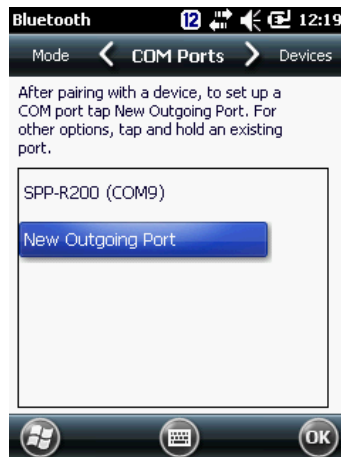 Bluetooth 12 12:19
Mode COM Ports Devices
After pairing with a device, to set up a
COM port tap New Outgoing Port. For
other options, tap and hold an existing
port.
SPP-R200 (COM9)
New Outgoing Port
OK